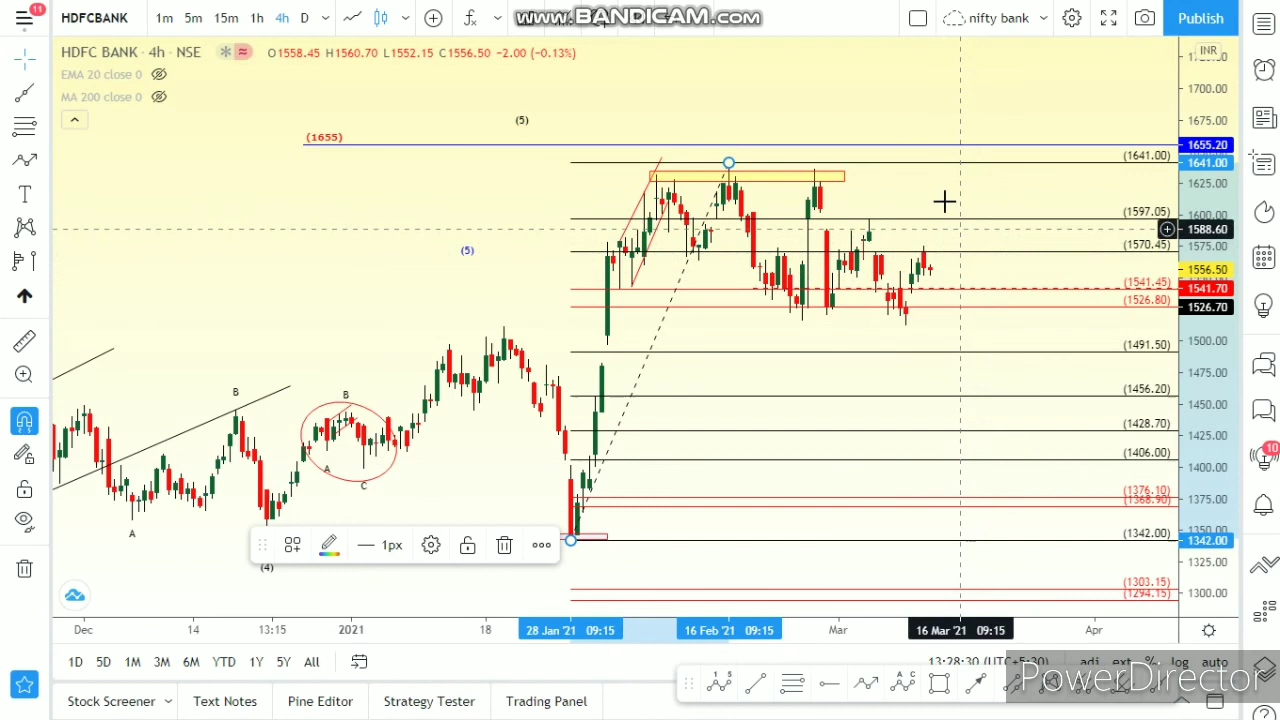 11
HDFCBANK 1m 5m 15m 1h 4h D nifty bank Publish
www.BANDICAM.com
HDFC BANK · 4h · NSE O1558.45 H1560.70 L1552.15 C1556.50 -2.00 (-0.13%)
INR
EMA 20 close 0
MA 200 close 0
1700.00
(5)
1675.00
(1655)
1655.20
(1641.00)
1641.00
1625.00
(1597.05)
1600.00
1588.60
(5)
(1570.45)
1575.00
1556.50
(1541.45)
1541.70
(1526.80)
1526.70
1500.00
(1491.50)
1475.00
(1456.20)
1450.00
B
B
(1428.70)
1425.00
(1406.00)
1400.00
A
C
(1376.10)
1375.00
(1368.90)
A
1350.00
(1342.00)
1342.00
1px
(4)
1325.00
(1303.15)
(1294.15)
1300.00
10
Dec 14 13:15 2021 18 28 Jan '21 09:15 16 Feb '21 09:15 Mar 16 Mar '21 09:15 Apr
1D 5D 1M 3M 6M YTD 1Y 5Y All 13:28:30 (UTC+5:30) adj ext % log auto
PowerDirector
Stock Screener Text Notes Pine Editor Strategy Tester Trading Panel